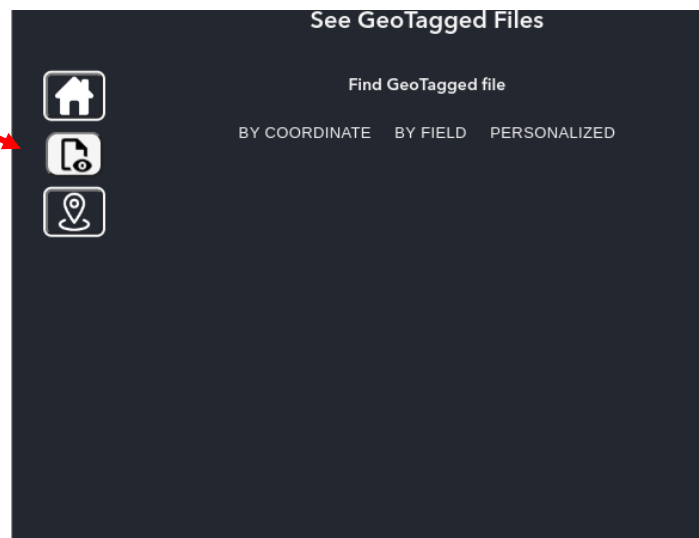 See GeoTagged Files
Find GeoTagged file
BY COORDINATE BY FIELD PERSONALIZED